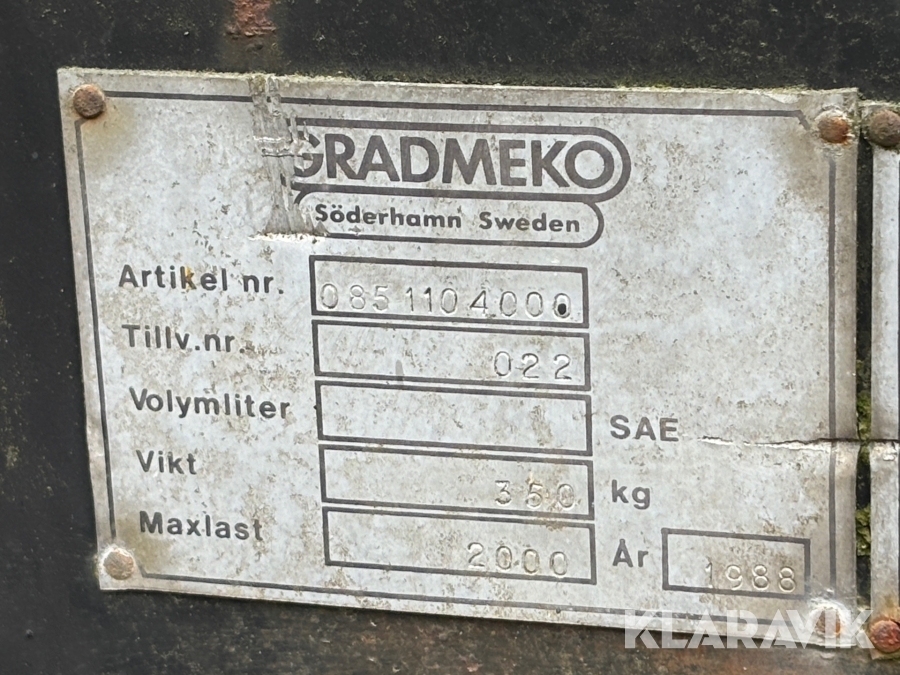 GRADMEKO
Söderhamn Sweden
Artikel nr. 0851104000
Tillv.nr. 022
Volymliter SAE
Vikt 350 kg
Maxlast 2000 År 1988
KLARAVIK